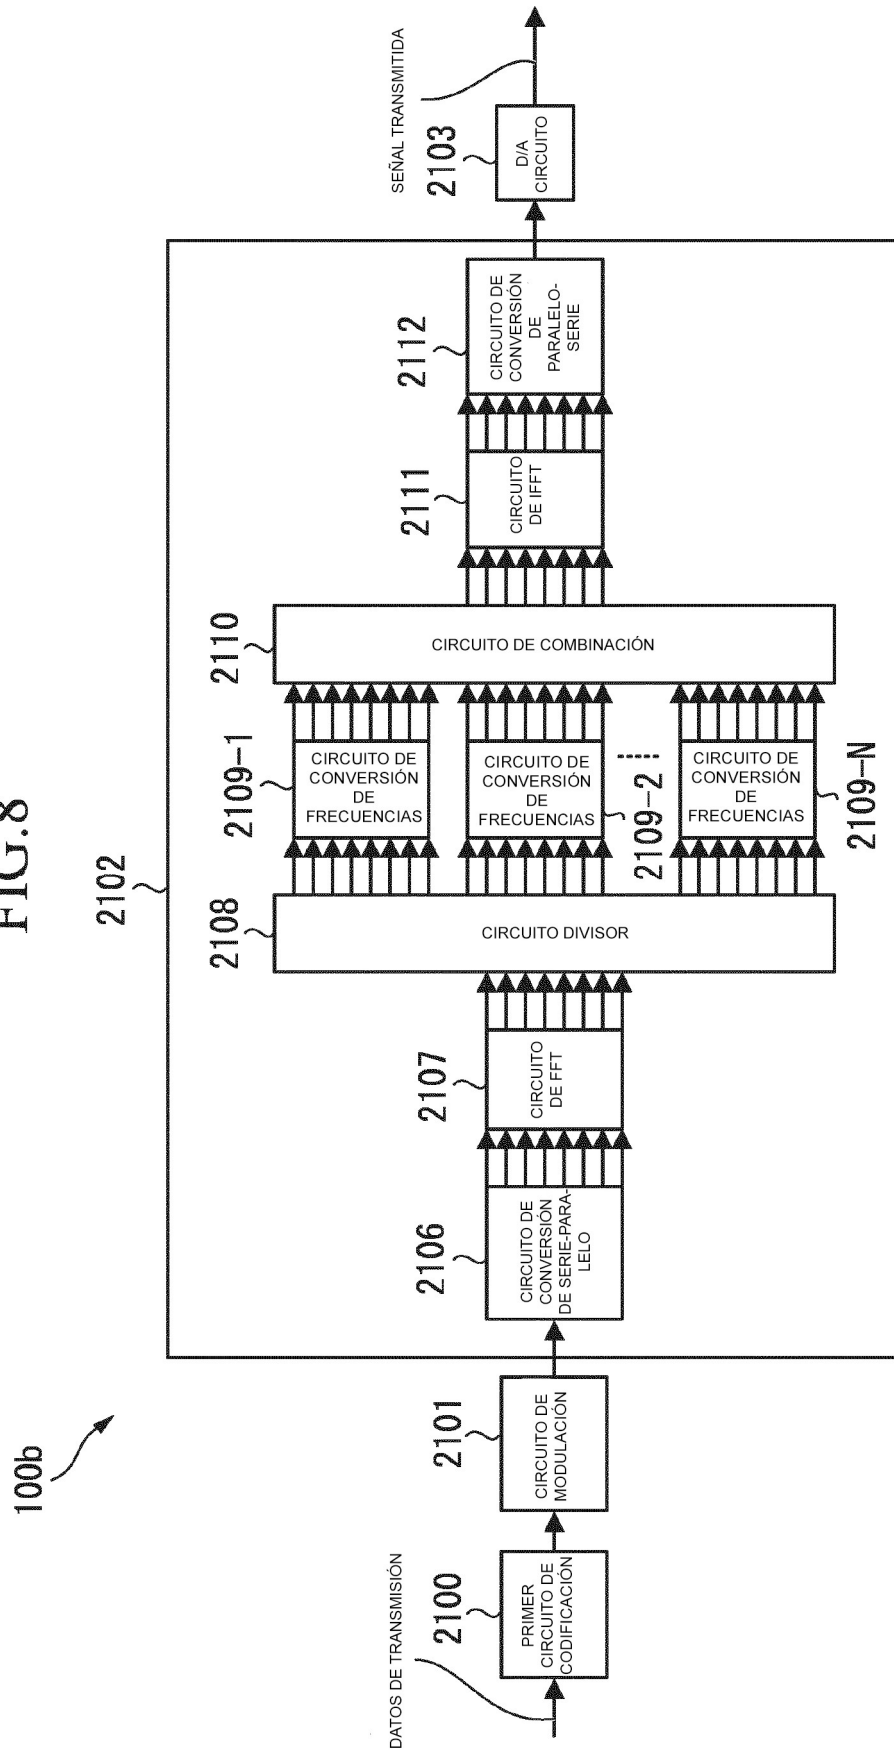 FIG.8
100b
2102
DATOS DE TRANSMISIÓN
2100
PRIMER
CIRCUITO DE
CODIFICACIÓN
2101
CIRCUITO DE
MODULACIÓN
2106
CIRCUITO DE
CONVERSIÓN
DE SERIE-PARA-
LELO
2107
CIRCUITO
DE FFT
2108
CIRCUITO DIVISOR
2109-1
CIRCUITO DE
CONVERSIÓN
DE
FRECUENCIAS
CIRCUITO DE
CONVERSIÓN
DE
FRECUENCIAS
2109-2
CIRCUITO DE
CONVERSIÓN
DE
FRECUENCIAS
2109-N
2110
CIRCUITO DE COMBINACIÓN
2111
CIRCUITO
DE IFFT
2112
CIRCUITO DE
CONVERSIÓN
DE
PARALELO-
SERIE
2103
D/A
CIRCUITO
SEÑAL TRANSMITIDA